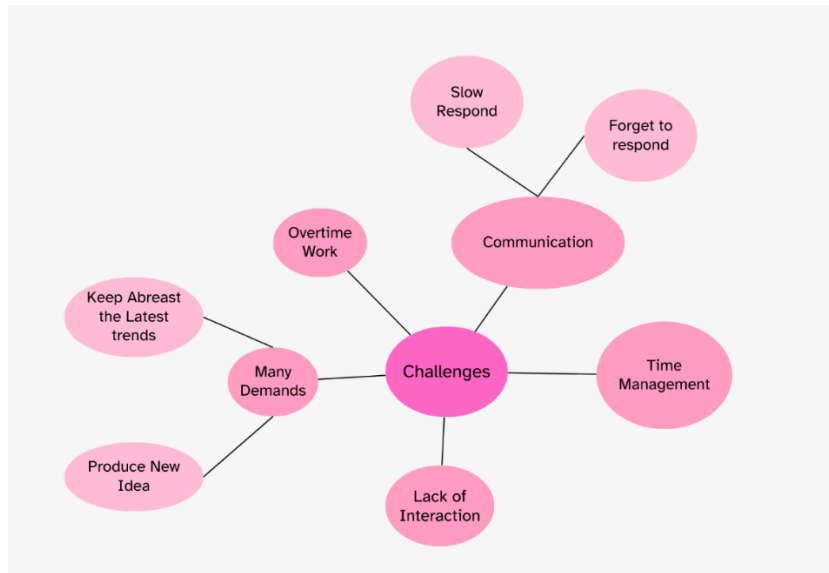 Slow
Respond
Forget to
respond
Overtime
Work
Communication
Keep Abreast
the Latest
trends
Many
Demands
Challenges
Time
Management
Produce New
Idea
Lack of
Interaction